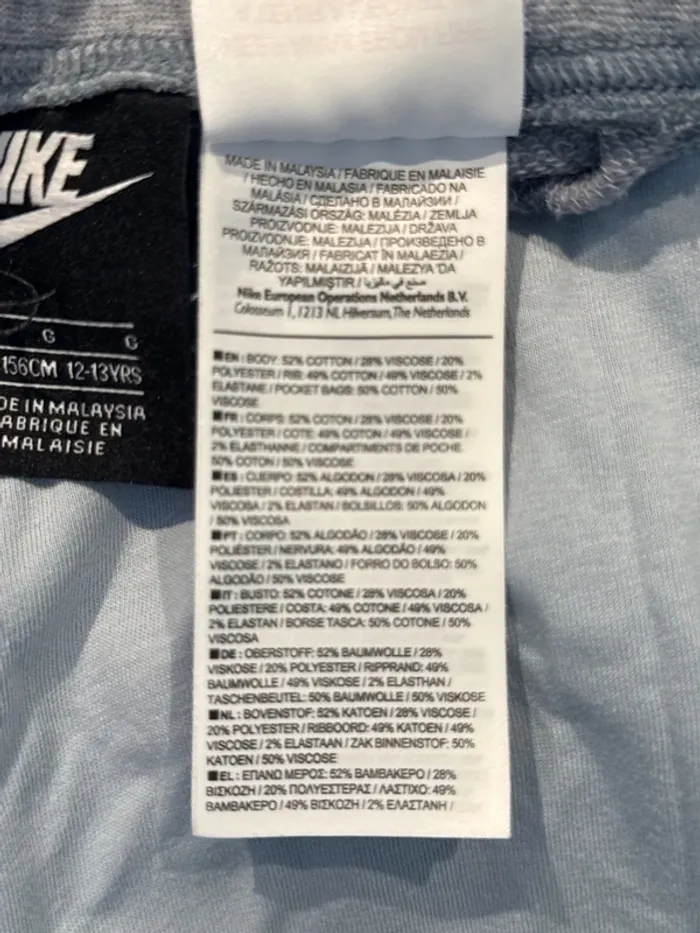 NIKE
G G
156CM 12-13YRS
DE IN MALAYSIA
FABRIQUE EN
MALAISIE
MADE IN MALAYSIA / FABRIQUE EN MALAISIE
/ HECHO EN MALASIA / FABRICADO NA
MALÁSIA / СДЕЛАНО В МАЛАЙЗИИ /
SZÁRMAZÁSI ORSZÁG: MALÉZIA / ZEMLJA
PROIZVODNJE: MALEZIJA / DRŽAVA
PROIZVODNJE: MALEZIJA / ПРОИЗВЕДЕНО В
МАЛАЙЗИЯ / FABRICAT ÎN MALAEZIA /
RAŽOTS: MALAIZIJĀ / MALEZYA'DA
YAPILMIŞTIR / صنع في ماليزيا
Nike European Operations Netherlands B.V.
Colosseum 1, 1213 NL Hilversum, The Netherlands
EN : BODY: 52% COTTON / 28% VISCOSE / 20%
POLYESTER / RIB: 49% COTTON / 49% VISCOSE / 2%
ELASTANE / POCKET BAGS: 50% COTTON / 50%
VISCOSE
FR : CORPS: 52% COTON / 28% VISCOSE / 20%
POLYESTER / COTE: 49% COTON / 49% VISCOSE /
2% ELASTHANNE / COMPARTIMENTS DE POCHE:
50% COTON / 50% VISCOSE
ES : CUERPO: 52% ALGODON / 28% VISCOSA / 20%
POLIESTER / COSTILLA: 49% ALGODON / 49%
VISCOSA / 2% ELASTAN / BOLSILLOS: 50% ALGODON
/ 50% VISCOSA
PT : CORPO: 52% ALGODÃO / 28% VISCOSE / 20%
POLIÉSTER / NERVURA: 49% ALGODÃO / 49%
VISCOSE / 2% ELASTANO / FORRO DO BOLSO: 50%
ALGODÃO / 50% VISCOSE
IT : BUSTO: 52% COTONE / 28% VISCOSA / 20%
POLIESTERE / COSTA: 49% COTONE / 49% VISCOSA /
2% ELASTAN / BORSE TASCA: 50% COTONE / 50%
VISCOSA
DE : OBERSTOFF: 52% BAUMWOLLE / 28%
VISKOSE / 20% POLYESTER / RIPPRAND: 49%
BAUMWOLLE / 49% VISKOSE / 2% ELASTHAN /
TASCHENBEUTEL: 50% BAUMWOLLE / 50% VISKOSE
NL : BOVENSTOF: 52% KATOEN / 28% VISCOSE /
20% POLYESTER / RIBBOORD: 49% KATOEN / 49%
VISCOSE / 2% ELASTAAN / ZAK BINNENSTOF: 50%
KATOEN / 50% VISCOSE
EL : ΕΠΑΝΩ ΜΕΡΟΣ: 52% ΒΑΜΒΑΚΕΡΟ / 28%
ΒΙΣΚΟΖΗ / 20% ΠΟΛΥΕΣΤΕΡΑΣ / ΛΑΣΤΙΧΟ: 49%
ΒΑΜΒΑΚΕΡΟ / 49% ΒΙΣΚΟΖΗ / 2% ΕΛΑΣΤΑΝΗ /